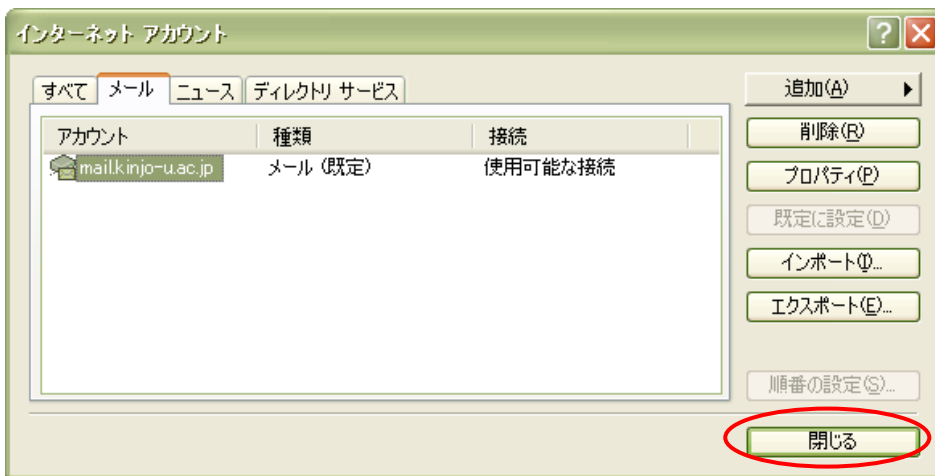 インターネット アカウント
すべて メール ニュース ディレクトリ サービス
アカウント 種類 接続
mail.kinjo-u.ac.jp メール (既定) 使用可能な接続
追加(A)
削除(R)
プロパティ(P)
既定に設定(D)
インポート(I)...
エクスポート(E)...
順番の設定(S)...
閉じる